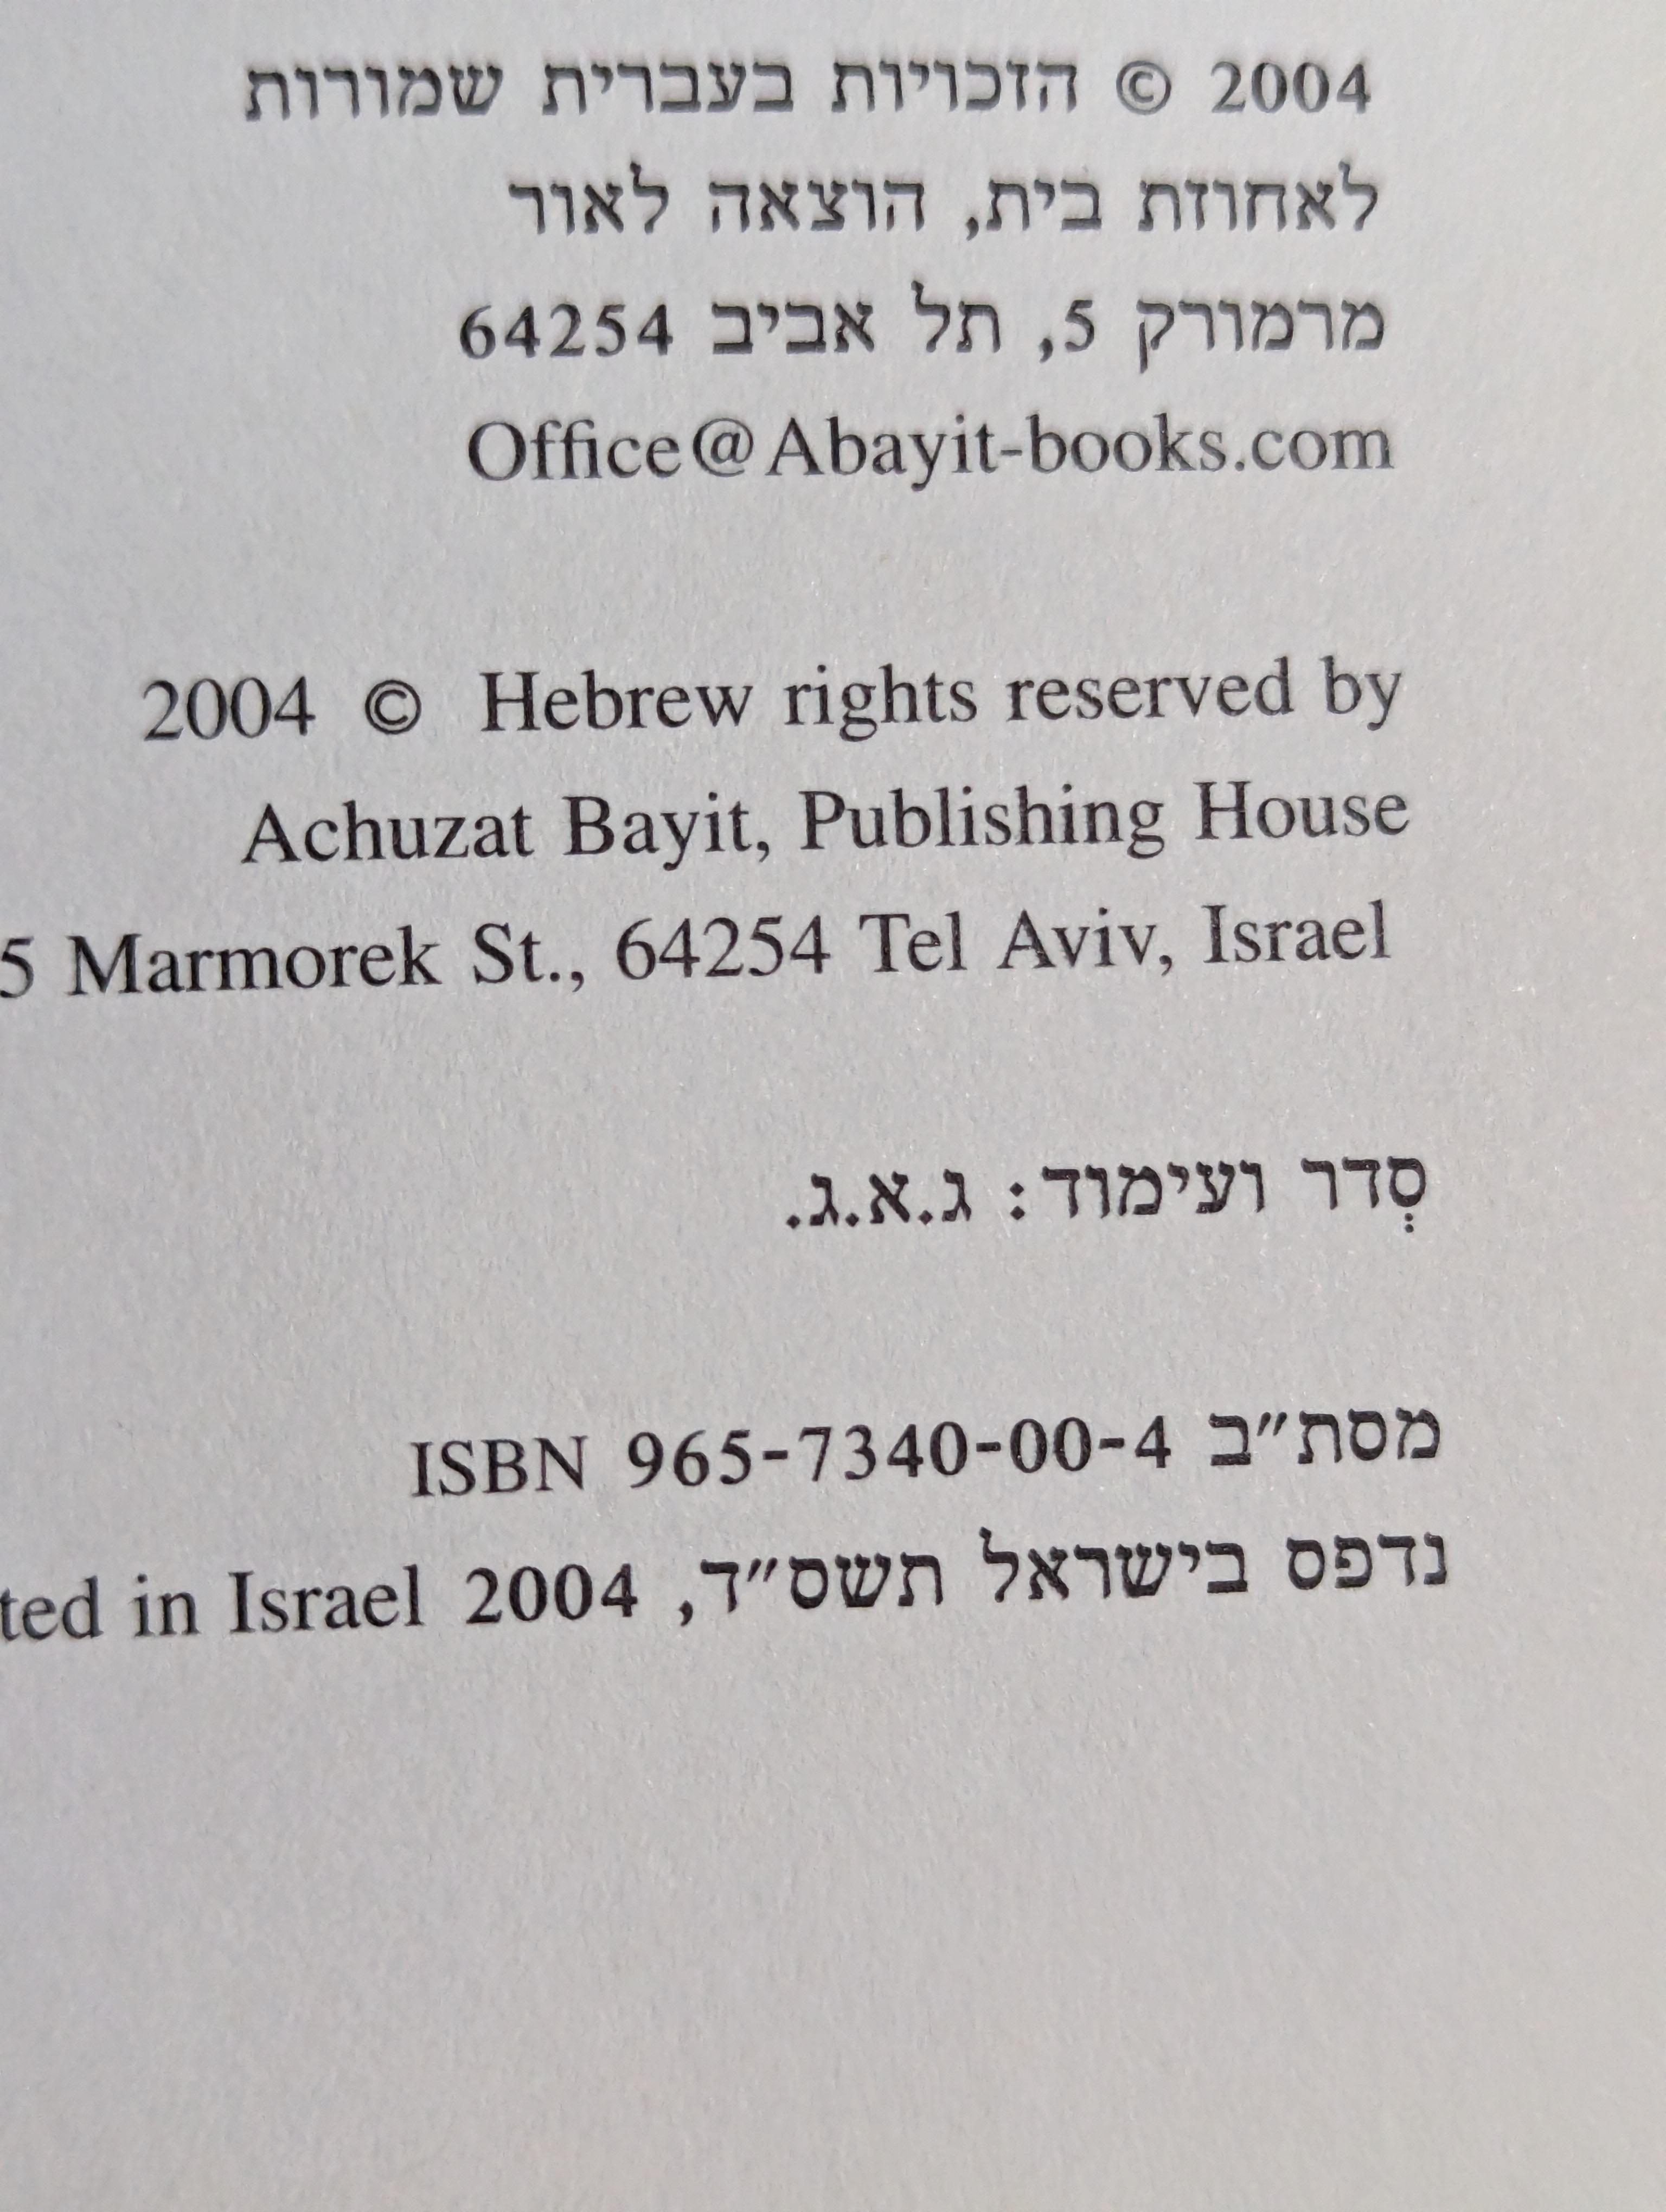 2004 © הזכויות בעברית שמורות
לאחוזת בית, הוצאה לאור
מרמורק 5, תל אביב 64254
Office@Abayit-books.com
2004 © Hebrew rights reserved by
Achuzat Bayit, Publishing House
5 Marmorek St., 64254 Tel Aviv, Israel
סְדר ועימוד: ג.א.ג.
מסת"ב ISBN 965-7340-00-4
נדפס בישראל תשס"ד, 2004 ted in Israel